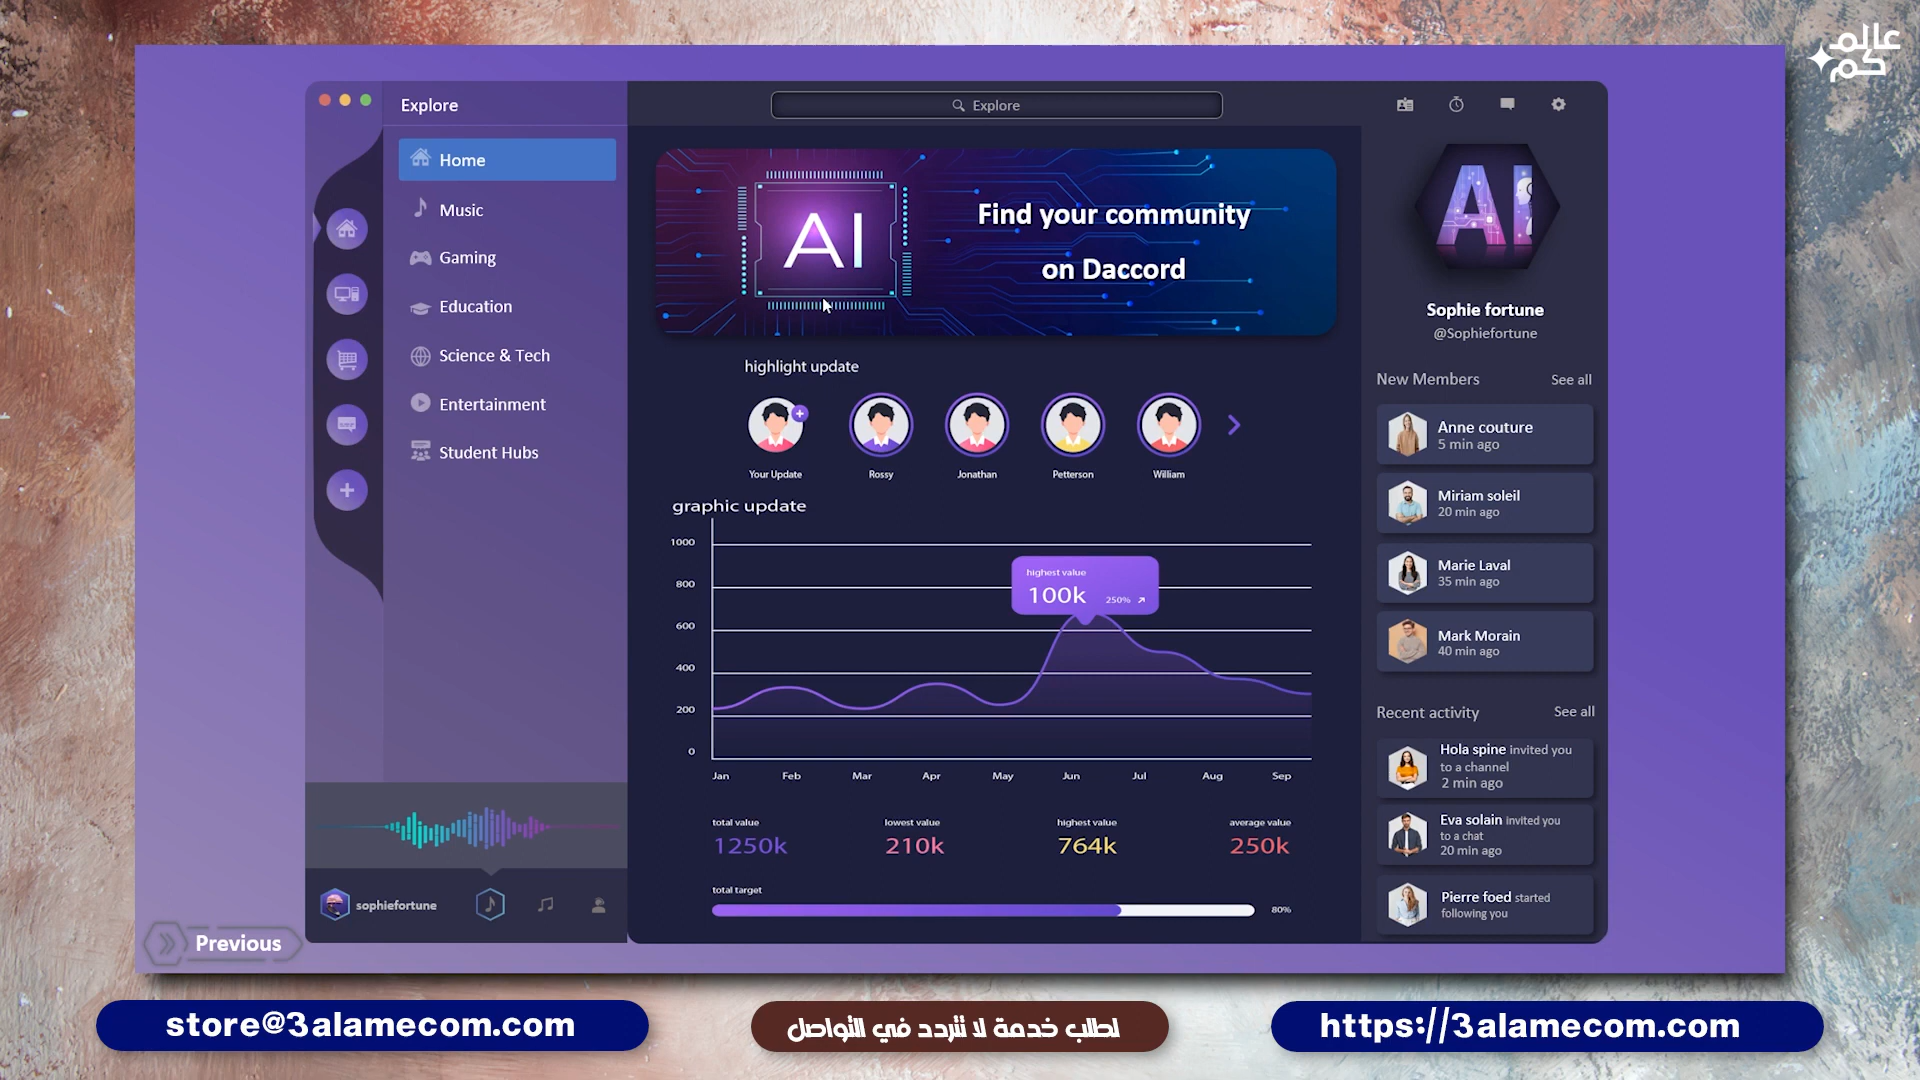 عالم
كم
Explore
Explore
Home
Music
Gaming
Education
Science & Tech
Entertainment
Student Hubs
sophiefortune
Previous
AI
Find your community
on Daccord
highlight update
Your Update
Rossy
Jonathan
Petterson
William
graphic update
1000
800
600
400
200
0
highest value
100k 250%
Jan Feb Mar Apr May Jun Jul Aug Sep
total value
1250k
lowest value
210k
highest value
764k
average value
250k
total target
80%
AI
Sophie fortune
@Sophiefortune
New Members See all
Anne couture
5 min ago
Miriam soleil
20 min ago
Marie Laval
35 min ago
Mark Morain
40 min ago
Recent activity See all
Hola spine invited you
to a channel
2 min ago
Eva solain invited you
to a chat
20 min ago
Pierre foed started
following you
store@3alamecom.com
لطلب خدمة لا تتردد في التواصل
https://3alamecom.com